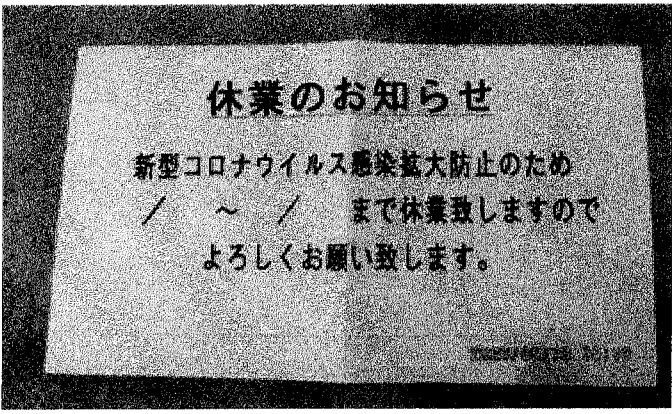 休業のお知らせ
新型コロナウイルス感染拡大防止のため
/ ~ / まで休業致しますので
よろしくお願い致します。